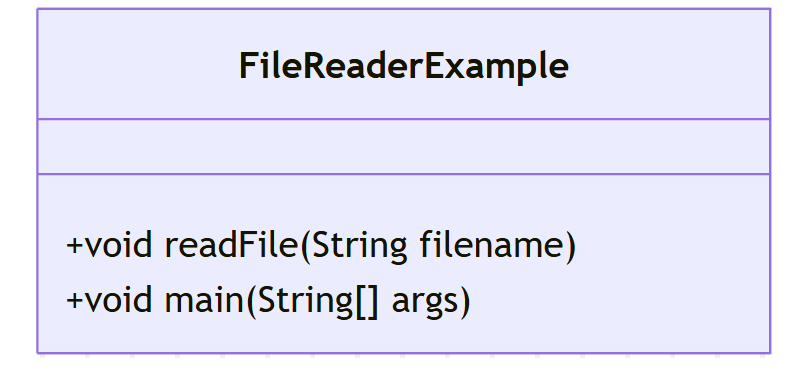 FileReaderExample
+void readFile(String filename)
+void main(String[] args)